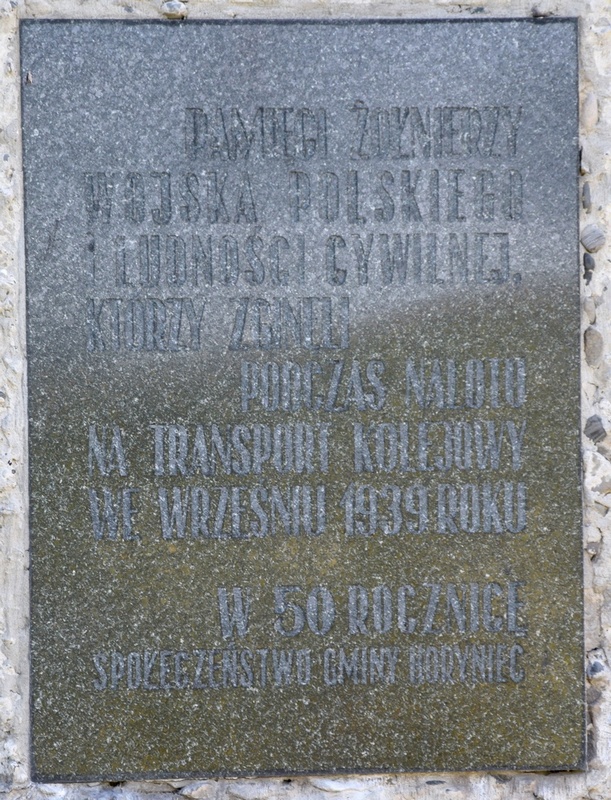 PAMIĘCI ŻOŁNIERZY
WOJSKA POLSKIEGO
I LUDNOŚCI CYWILNEJ,
KTÓRZY ZGINĘLI
PODCZAS NALOTU
NA TRANSPORT KOLEJOWY
WE WRZEŚNIU 1939 ROKU
W 50 ROCZNICĘ
SPOŁECZEŃSTWO GMINY HORYNIEC